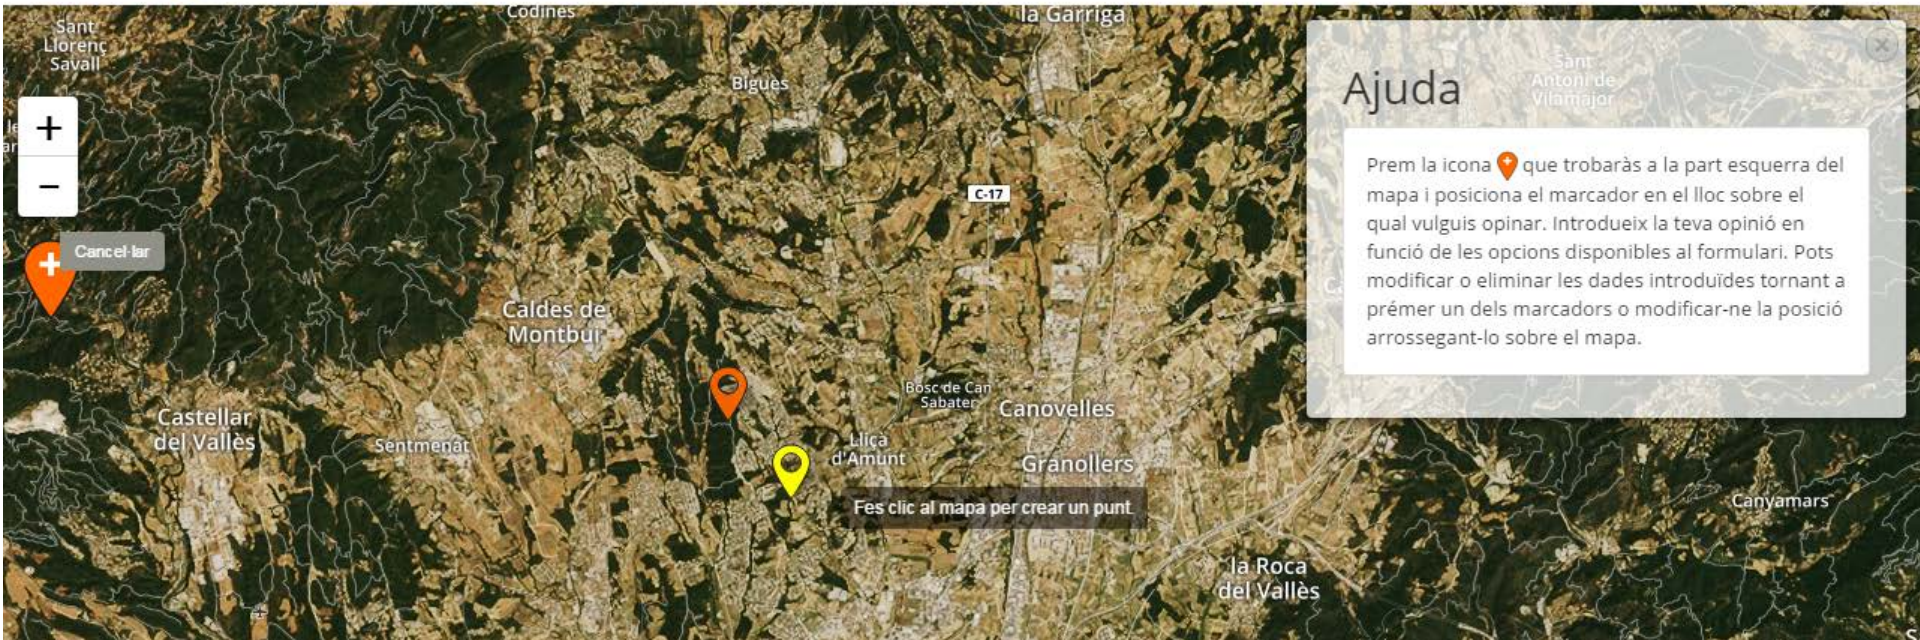 Codines
la Garriga
Sant
Llorenç
Savall
Bigues
Sant
Antoni de
Vilamajor
Ajuda
+
−
C-17
Prem la icona que trobaràs a la part esquerra del
mapa i posiciona el marcador en el lloc sobre el
qual vulguis opinar. Introdueix la teva opinió en
funció de les opcions disponibles al formulari. Pots
modificar o eliminar les dades introduïdes tornant a
prémer un dels marcadors o modificar-ne la posició
arrossegant-lo sobre el mapa.
Cancel·lar
Caldes de
Montbui
Bosc de Can
Sabater
Canovelles
Castellar
del Vallès
Sentmenat
Lliçà
d'Amunt
Granollers
Fes clic al mapa per crear un punt.
Canyamars
la Roca
del Vallès